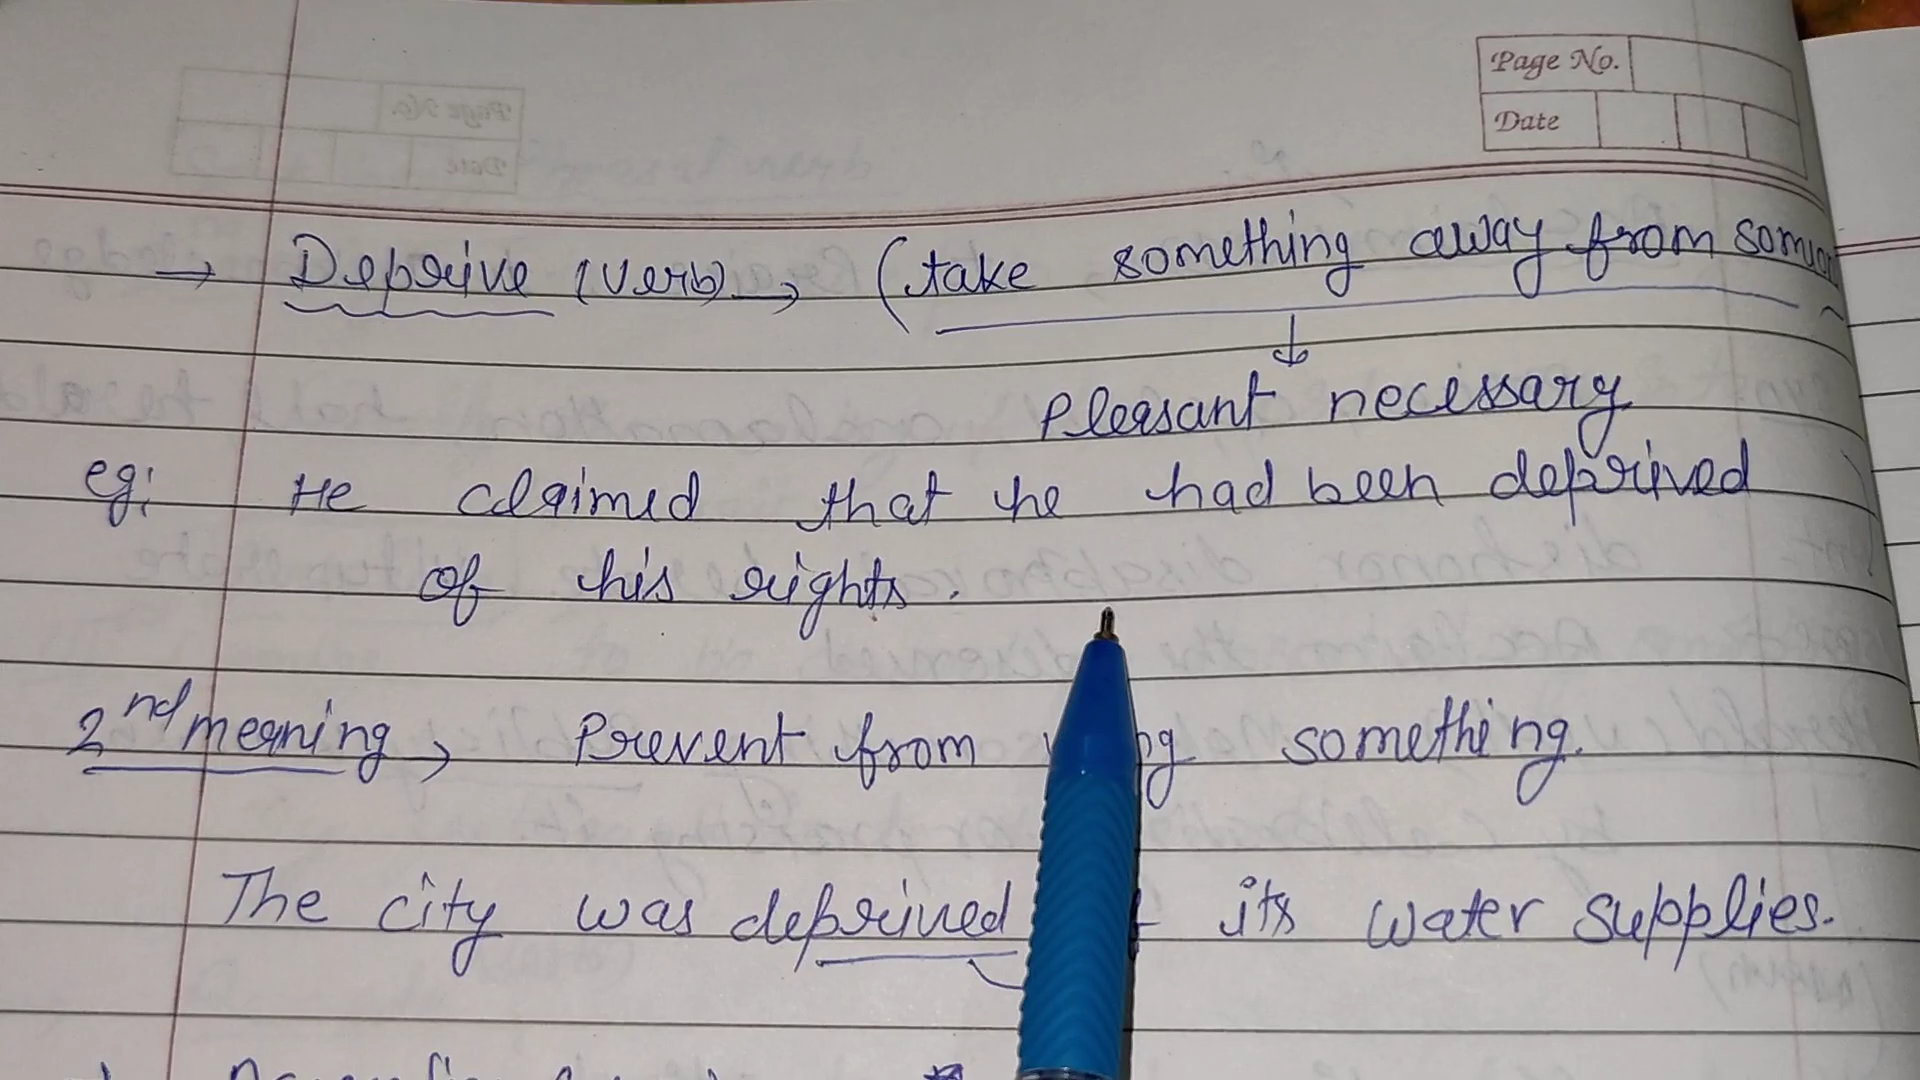 Page No.
Date
→ Deprive (verb) → (take something away from
Pleasant necessary
eg: He claimed that he had been deprived
of his rights.
2nd meaning → Prevent from something.
The city was deprived its water supplies.